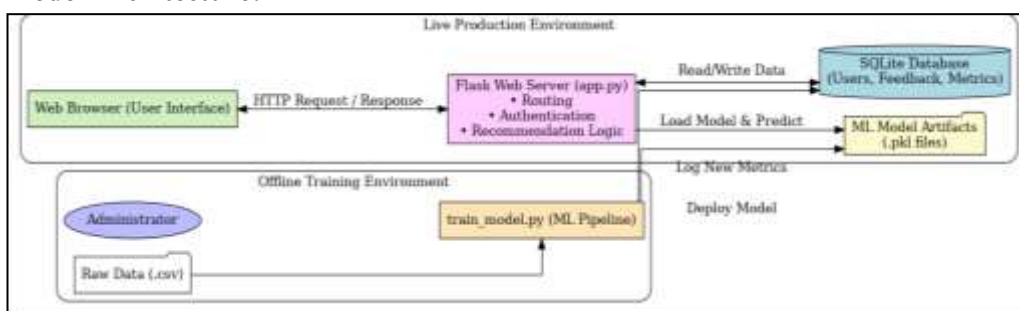 Live Production Environment
Web Browser (User Interface)
HTTP Request / Response
Flask Web Server (app.py)
• Routing
• Authentication
• Recommendation Logic
Read/Write Data
SQLite Database
(Users, Feedback, Metrics)
Load Model & Predict
ML Model Artifacts
(.pkl files)
Log New Metrics
Deploy Model
Offline Training Environment
Administrator
train_model.py (ML Pipeline)
Raw Data (.csv)